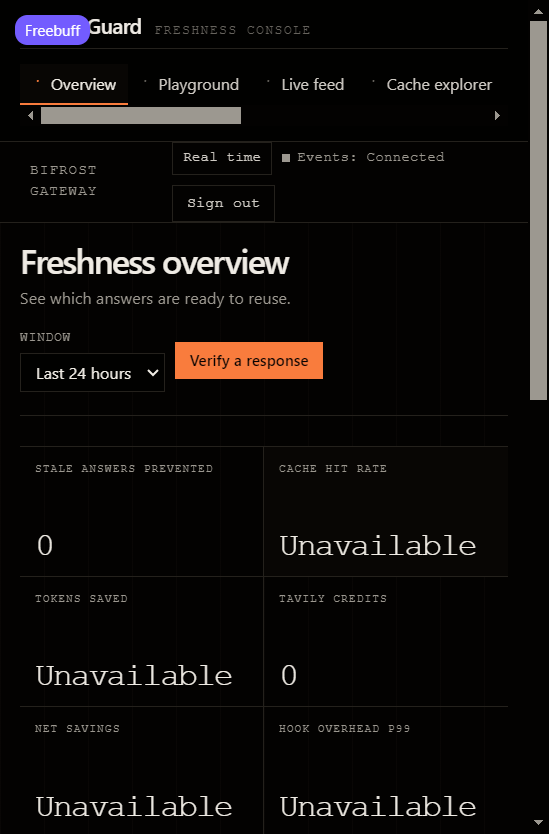 Freebuff
Guard FRESHNESS CONSOLE
Overview Playground Live feed Cache explorer
BIFROST GATEWAY
Real time Events: Connected
Sign out
Freshness overview
See which answers are ready to reuse.
WINDOW
Last 24 hours
Verify a response
STALE ANSWERS PREVENTED
0
CACHE HIT RATE
Unavailable
TOKENS SAVED
Unavailable
TAVILY CREDITS
0
NET SAVINGS
Unavailable
HOOK OVERHEAD P99
Unavailable